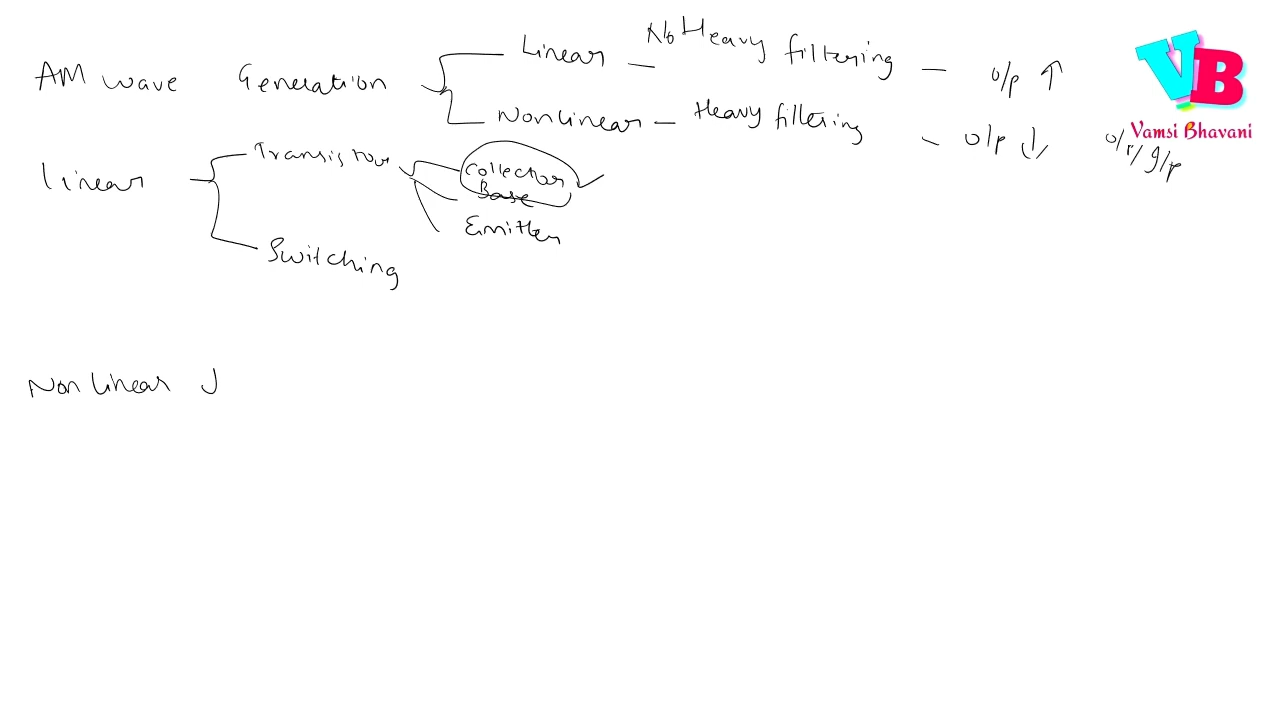 AM wave Generation Linear - No Heavy filtering - o/p ↑
Nonlinear - Heavy filtering - o/p ↓
VB
Vamsi Bhavani
linear Transistor Collector ✓
Base
Emitter
Switching
Non linear